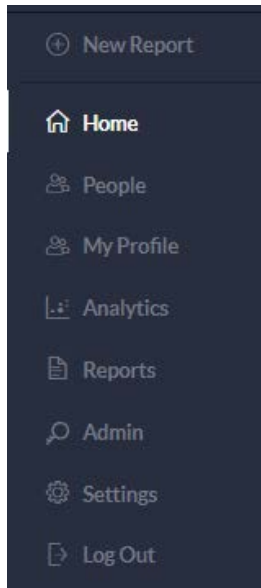 New Report
Home
People
My Profile
Analytics
Reports
Admin
Settings
Log Out